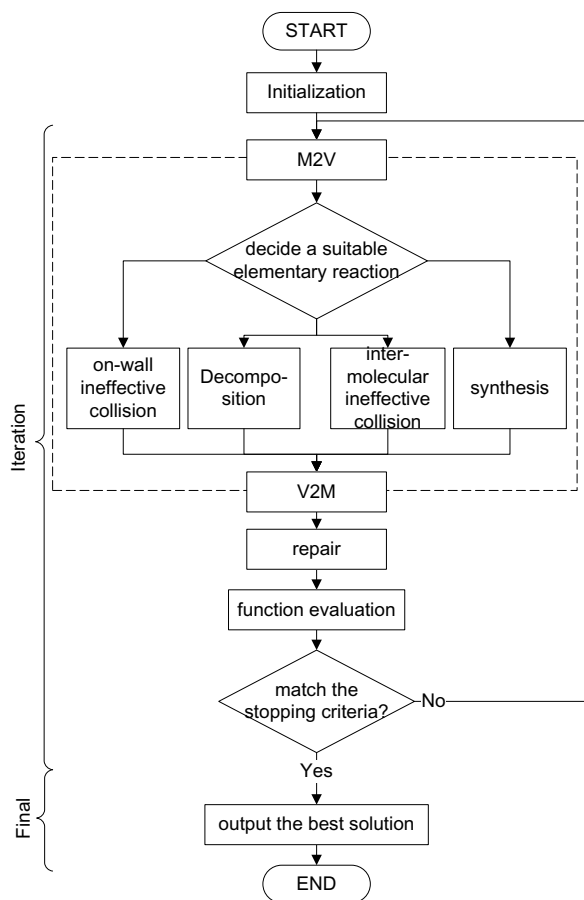 START
Initialization
M2V
decide a suitable
elementary reaction
on-wall
ineffective
collision
Decompo-
sition
inter-
molecular
ineffective
collision
synthesis
V2M
repair
function evaluation
match the
stopping criteria?
No
Yes
output the best solution
END
Iteration
Final